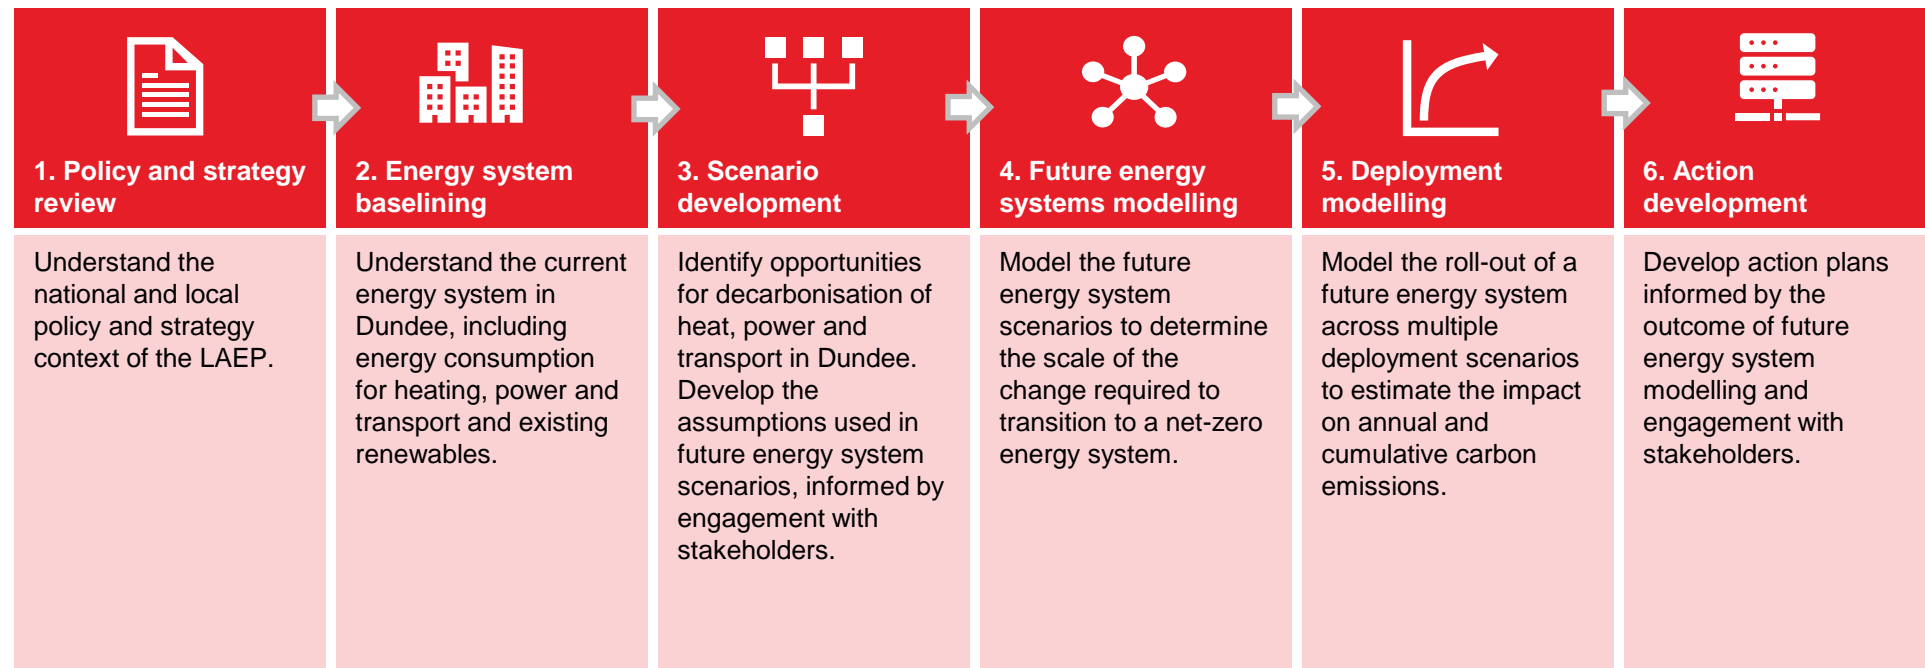 1. Policy and strategy
review
Understand the
national and local
policy and strategy
context of the LAEP.
2. Energy system
baselining
Understand the current
energy system in
Dundee, including
energy consumption
for heating, power and
transport and existing
renewables.
3. Scenario
development
Identify opportunities
for decarbonisation of
heat, power and
transport in Dundee.
Develop the
assumptions used in
future energy system
scenarios, informed by
engagement with
stakeholders.
4. Future energy
systems modelling
Model the future
energy system
scenarios to determine
the scale of the
change required to
transition to a net-zero
energy system.
5. Deployment
modelling
Model the roll-out of a
future energy system
across multiple
deployment scenarios
to estimate the impact
on annual and
cumulative carbon
emissions.
6. Action
development
Develop action plans
informed by the
outcome of future
energy system
modelling and
engagement with
stakeholders.